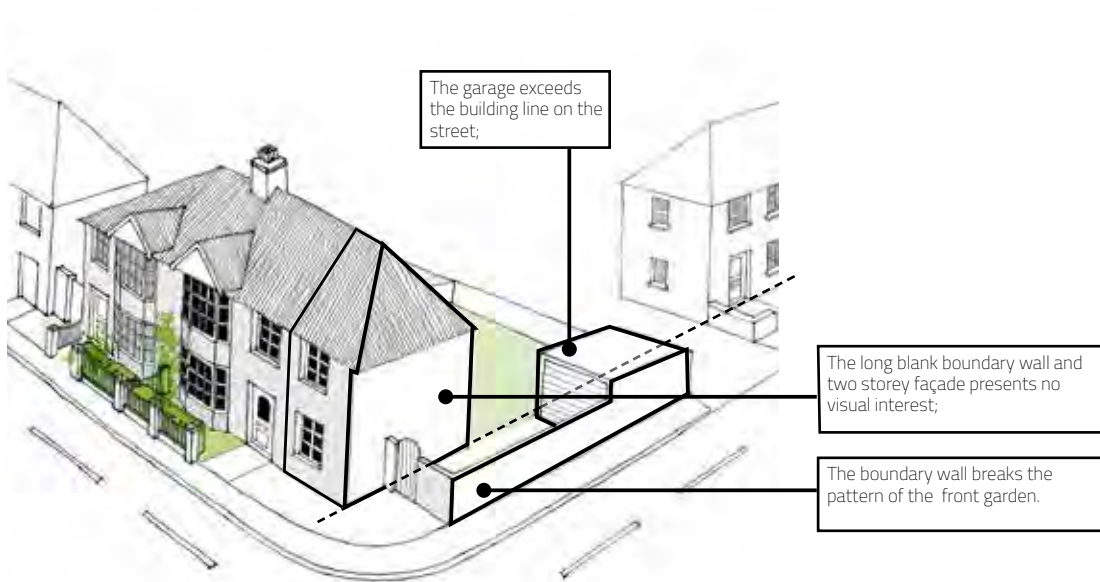 The garage exceeds
the building line on the
street;
The long blank boundary wall and
two storey façade presents no
visual interest;
The boundary wall breaks the
pattern of the  front garden.